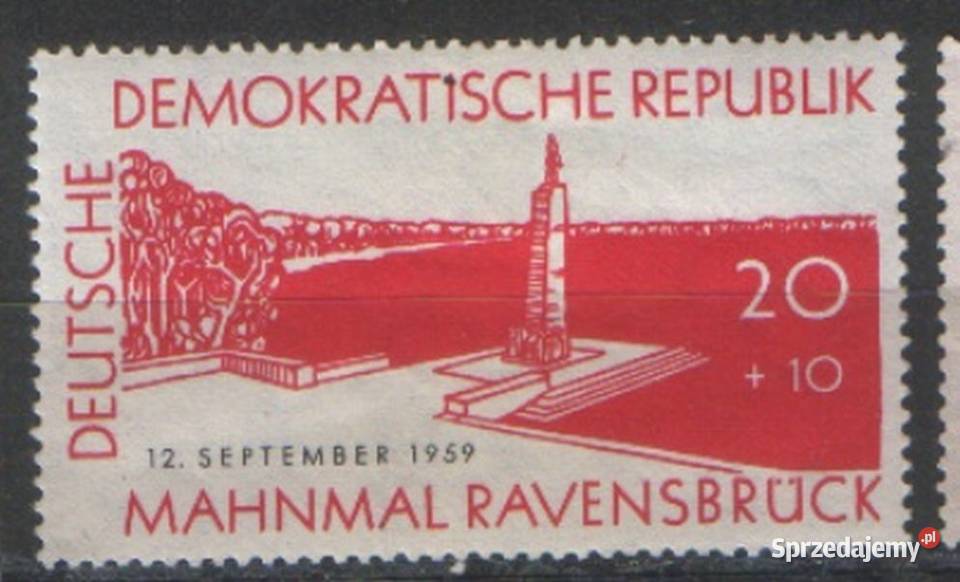 DEUTSCHE
DEMOKRATISCHE REPUBLIK
20
+ 10
12. SEPTEMBER 1959
MAHNMAL RAVENSBRÜCK
Sprzedajemy.pl